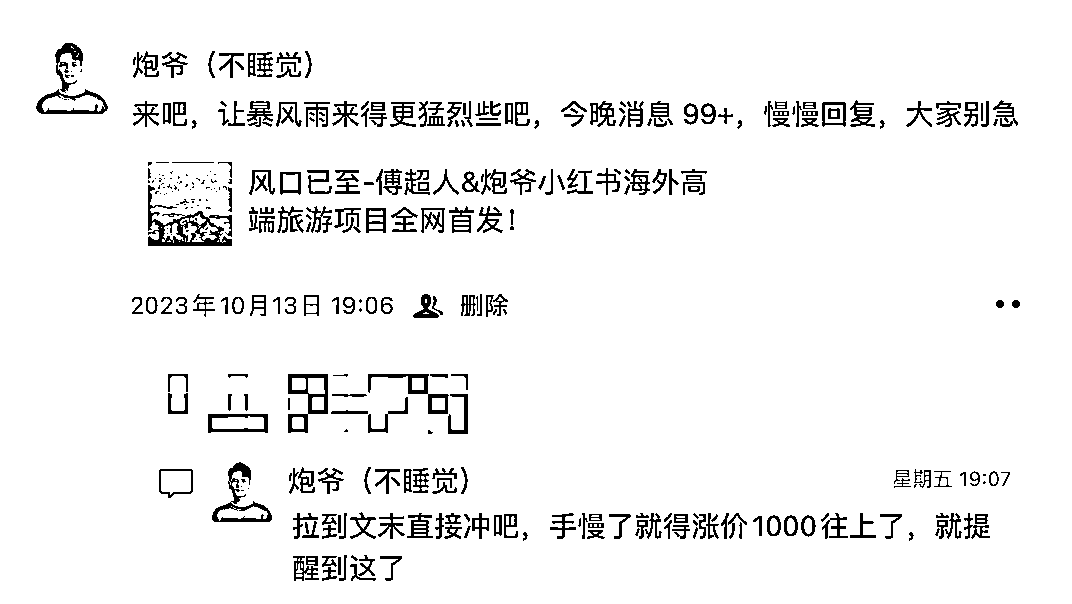 炮爷（不睡觉）
来吧，让暴风雨来得更猛烈些吧，今晚消息 99+，慢慢回复，大家别急
风口已至-傅超人&炮爷小红书海外高
端旅游项目全网首发！
2023年10月13日 19:06 删除
炮爷（不睡觉） 星期五 19:07
拉到文末直接冲吧，手慢了就得涨价1000往上了，就提
醒到这了